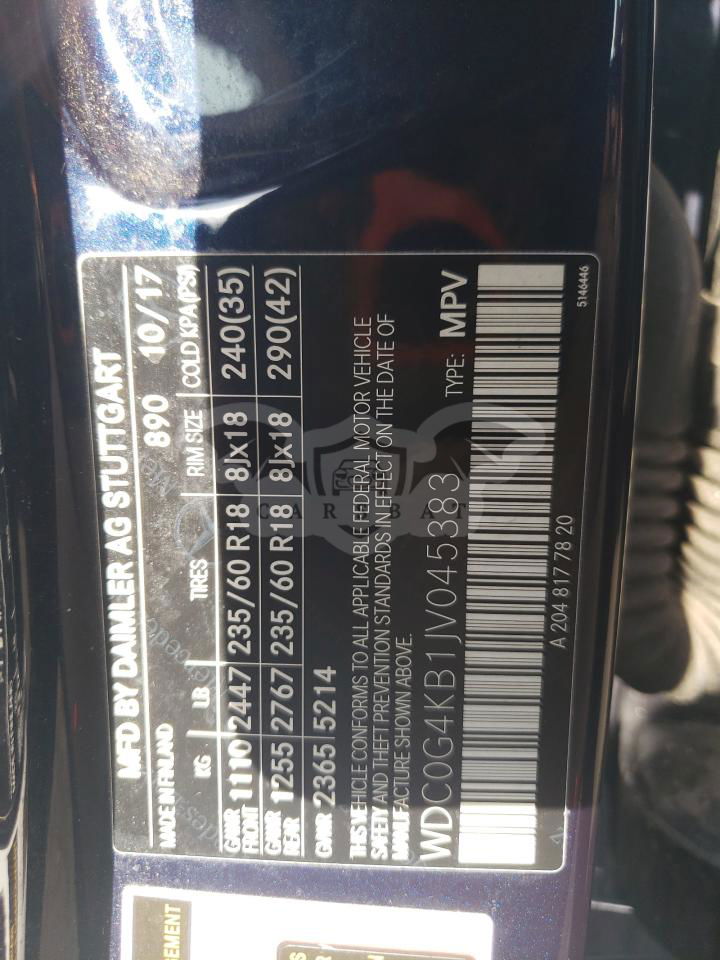 MFD BY DAIMLER AG STUTTGART
MADE IN FINLAND 890 10/17
KG LB TIRES RIM SIZE COLD KPA(PSI)
GAWR FRONT 1110 2447 235/60 R18 8Jx18 240(35)
GAWR REAR 1255 2767 235/60 R18 8Jx18 290(42)
GVWR 2365 5214
THIS VEHICLE CONFORMS TO ALL APPLICABLE FEDERAL MOTOR VEHICLE
SAFETY AND THEFT PREVENTION STANDARDS IN EFFECT ON THE DATE OF
MANUFACTURE SHOWN ABOVE.
WDC0G4KB1JV045383 TYPE: MPV
A 204 817 78 20 5146446
CAR BAT